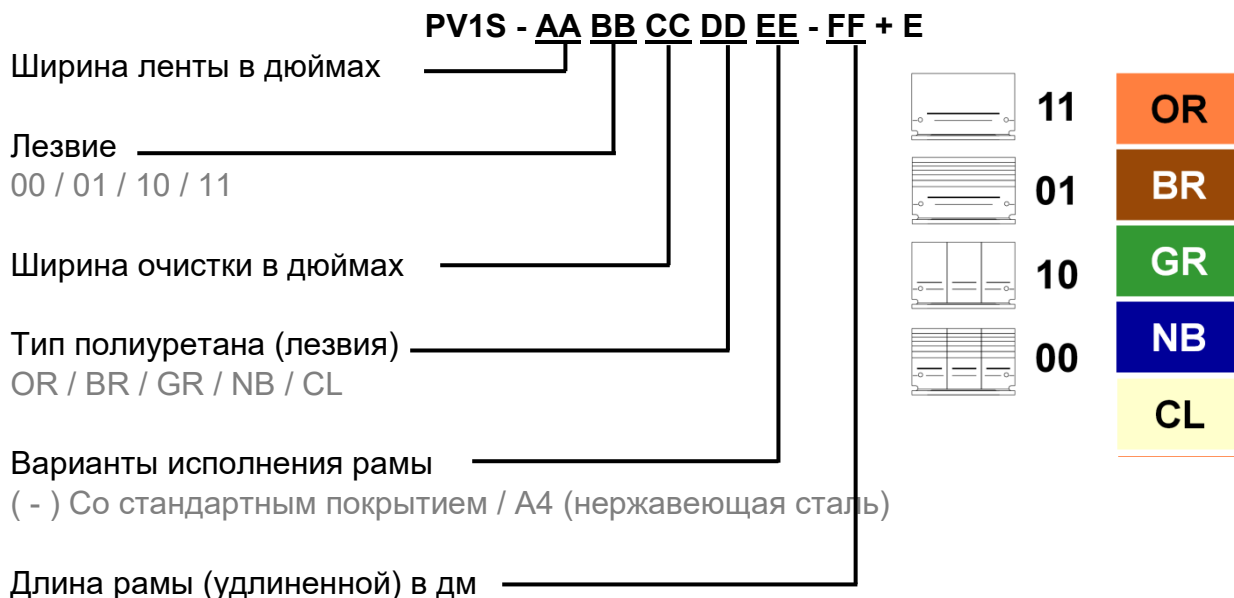 PV1S - AA BB CC DD EE - FF + E
Ширина ленты в дюймах
Лезвие
00 / 01 / 10 / 11
Ширина очистки в дюймах
Тип полиуретана (лезвия)
OR / BR / GR / NB / CL
Варианты исполнения рамы
( - ) Со стандартным покрытием / A4 (нержавеющая сталь)
Длина рамы (удлиненной) в дм
11
OR
01
BR
10
GR
00
NB
CL